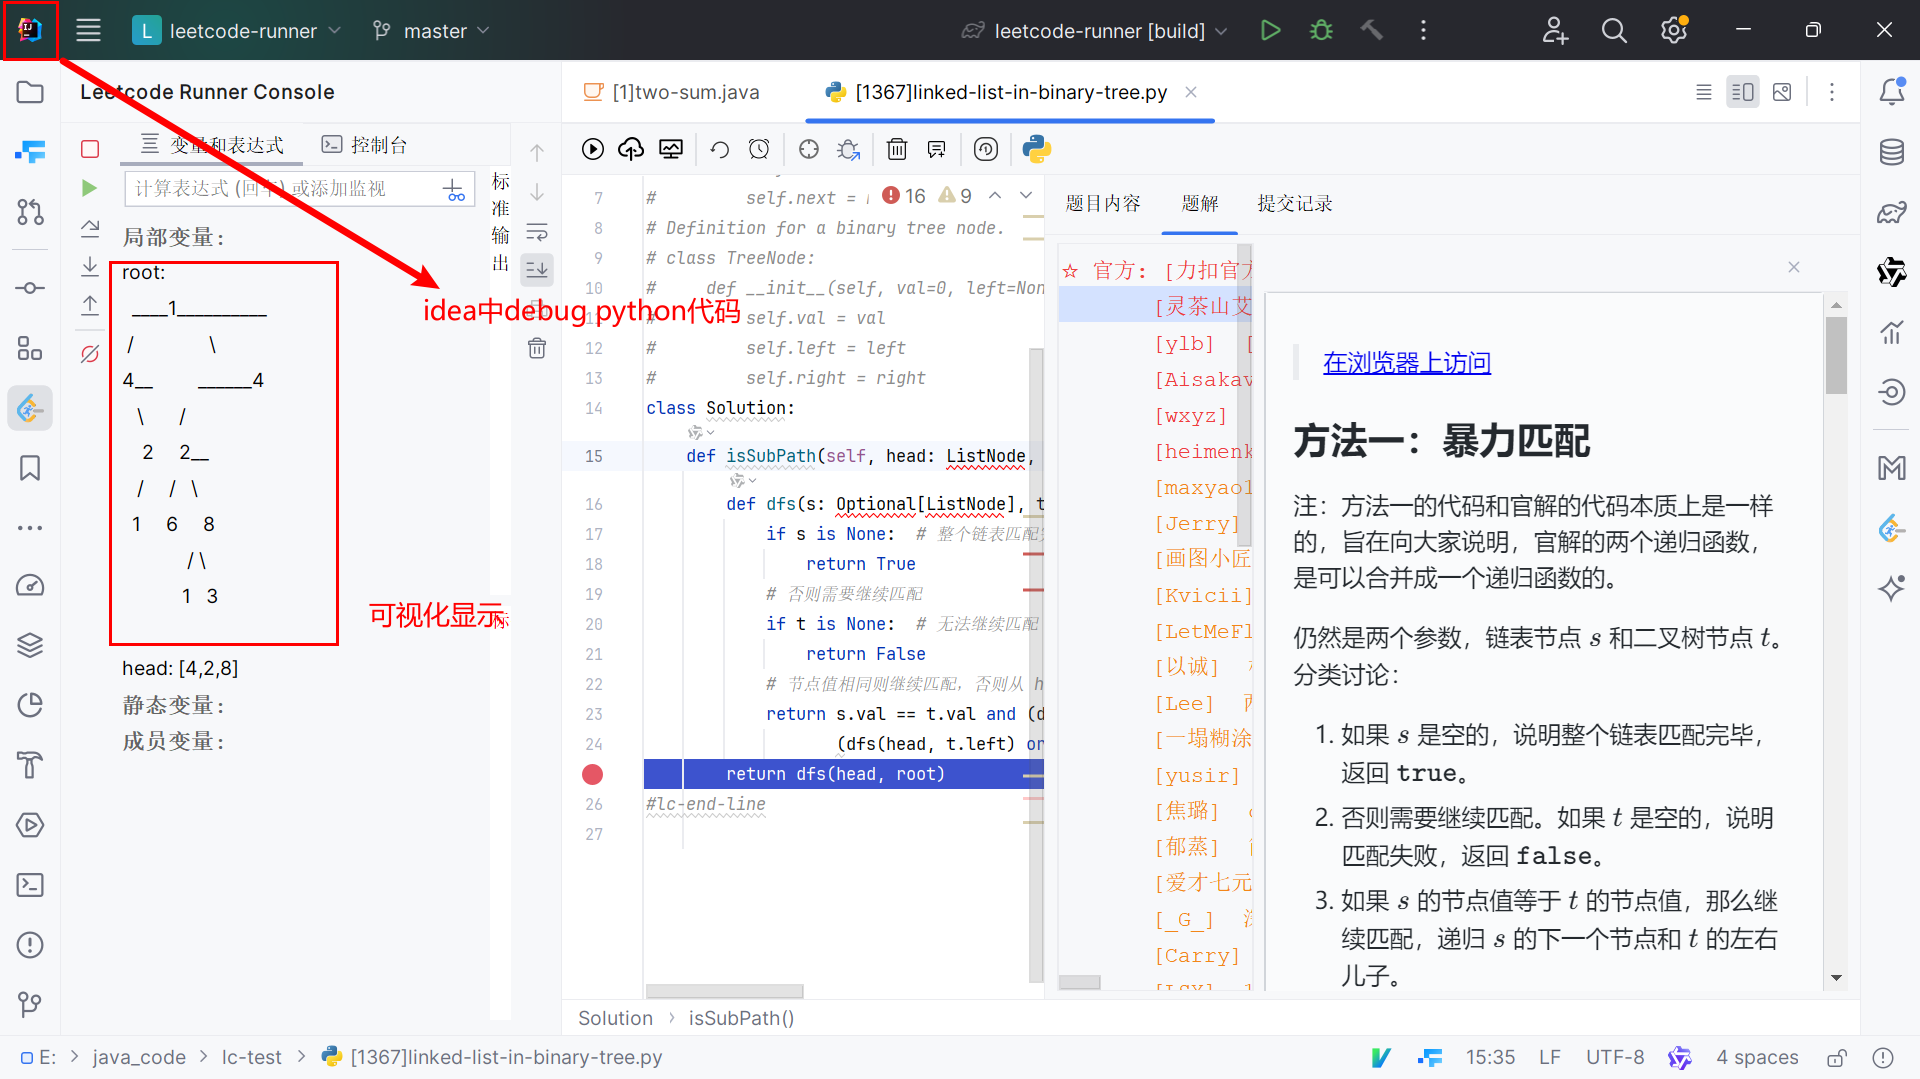 L leetcode-runner
master
leetcode-runner [build]
Leetcode Runner Console
[1]two-sum.java
[1367]linked-list-in-binary-tree.py
变量和表达式
控制台
计算表达式 (回车) 或添加监视
标
准
输
出
局部变量:
root:
____1__________
/ \
4__ ______4
\ /
2 2__
/ / \
1 6 8
/ \
1 3
head: [4,2,8]
静态变量:
成员变量:
idea中debug python代码
可视化显示
标
16
9
7 # self.next =
8 # Definition for a binary tree node.
9 # class TreeNode:
10 # def __init__(self, val=0, left=Non
11 # self.val = val
12 # self.left = left
13 # self.right = right
14 class Solution:
15 def isSubPath(self, head: ListNode,
16 def dfs(s: Optional[ListNode], t
17 if s is None: # 整个链表匹配
18 return True
19 # 否则需要继续匹配
20 if t is None: # 无法继续匹配
21 return False
22 # 节点值相同则继续匹配，否则从 h
23 return s.val == t.val and (d
24 (dfs(head, t.left) or
return dfs(head, root)
26 #lc-end-line
27
Solution › isSubPath()
题目内容
题解
提交记录
☆ 官方: [力扣官方
[灵茶山艾
[ylb] [
[Aisakav
[wxyz]
[heimenk
[maxyao1
[Jerry]
[画图小匠
[Kvicii]
[LetMeFl
[以诚]
[Lee]
[一塌糊涂
[yusir]
[焦璐]
[郁蒸]
[爱才七元
[_G_]
[Carry]
在浏览器上访问
方法一：暴力匹配
注：方法一的代码和官解的代码本质上是一样
的，旨在向大家说明，官解的两个递归函数，
是可以合并成一个递归函数的。
仍然是两个参数，链表节点 s 和二叉树节点 t。
分类讨论：
1. 如果 s 是空的，说明整个链表匹配完毕，
返回 true。
2. 否则需要继续匹配。如果 t 是空的，说明
匹配失败，返回 false。
3. 如果 s 的节点值等于 t 的节点值，那么继
续匹配，递归 s 的下一个节点和 t 的左右
儿子。
E: > java_code > lc-test > [1367]linked-list-in-binary-tree.py
15:35
LF
UTF-8
4 spaces